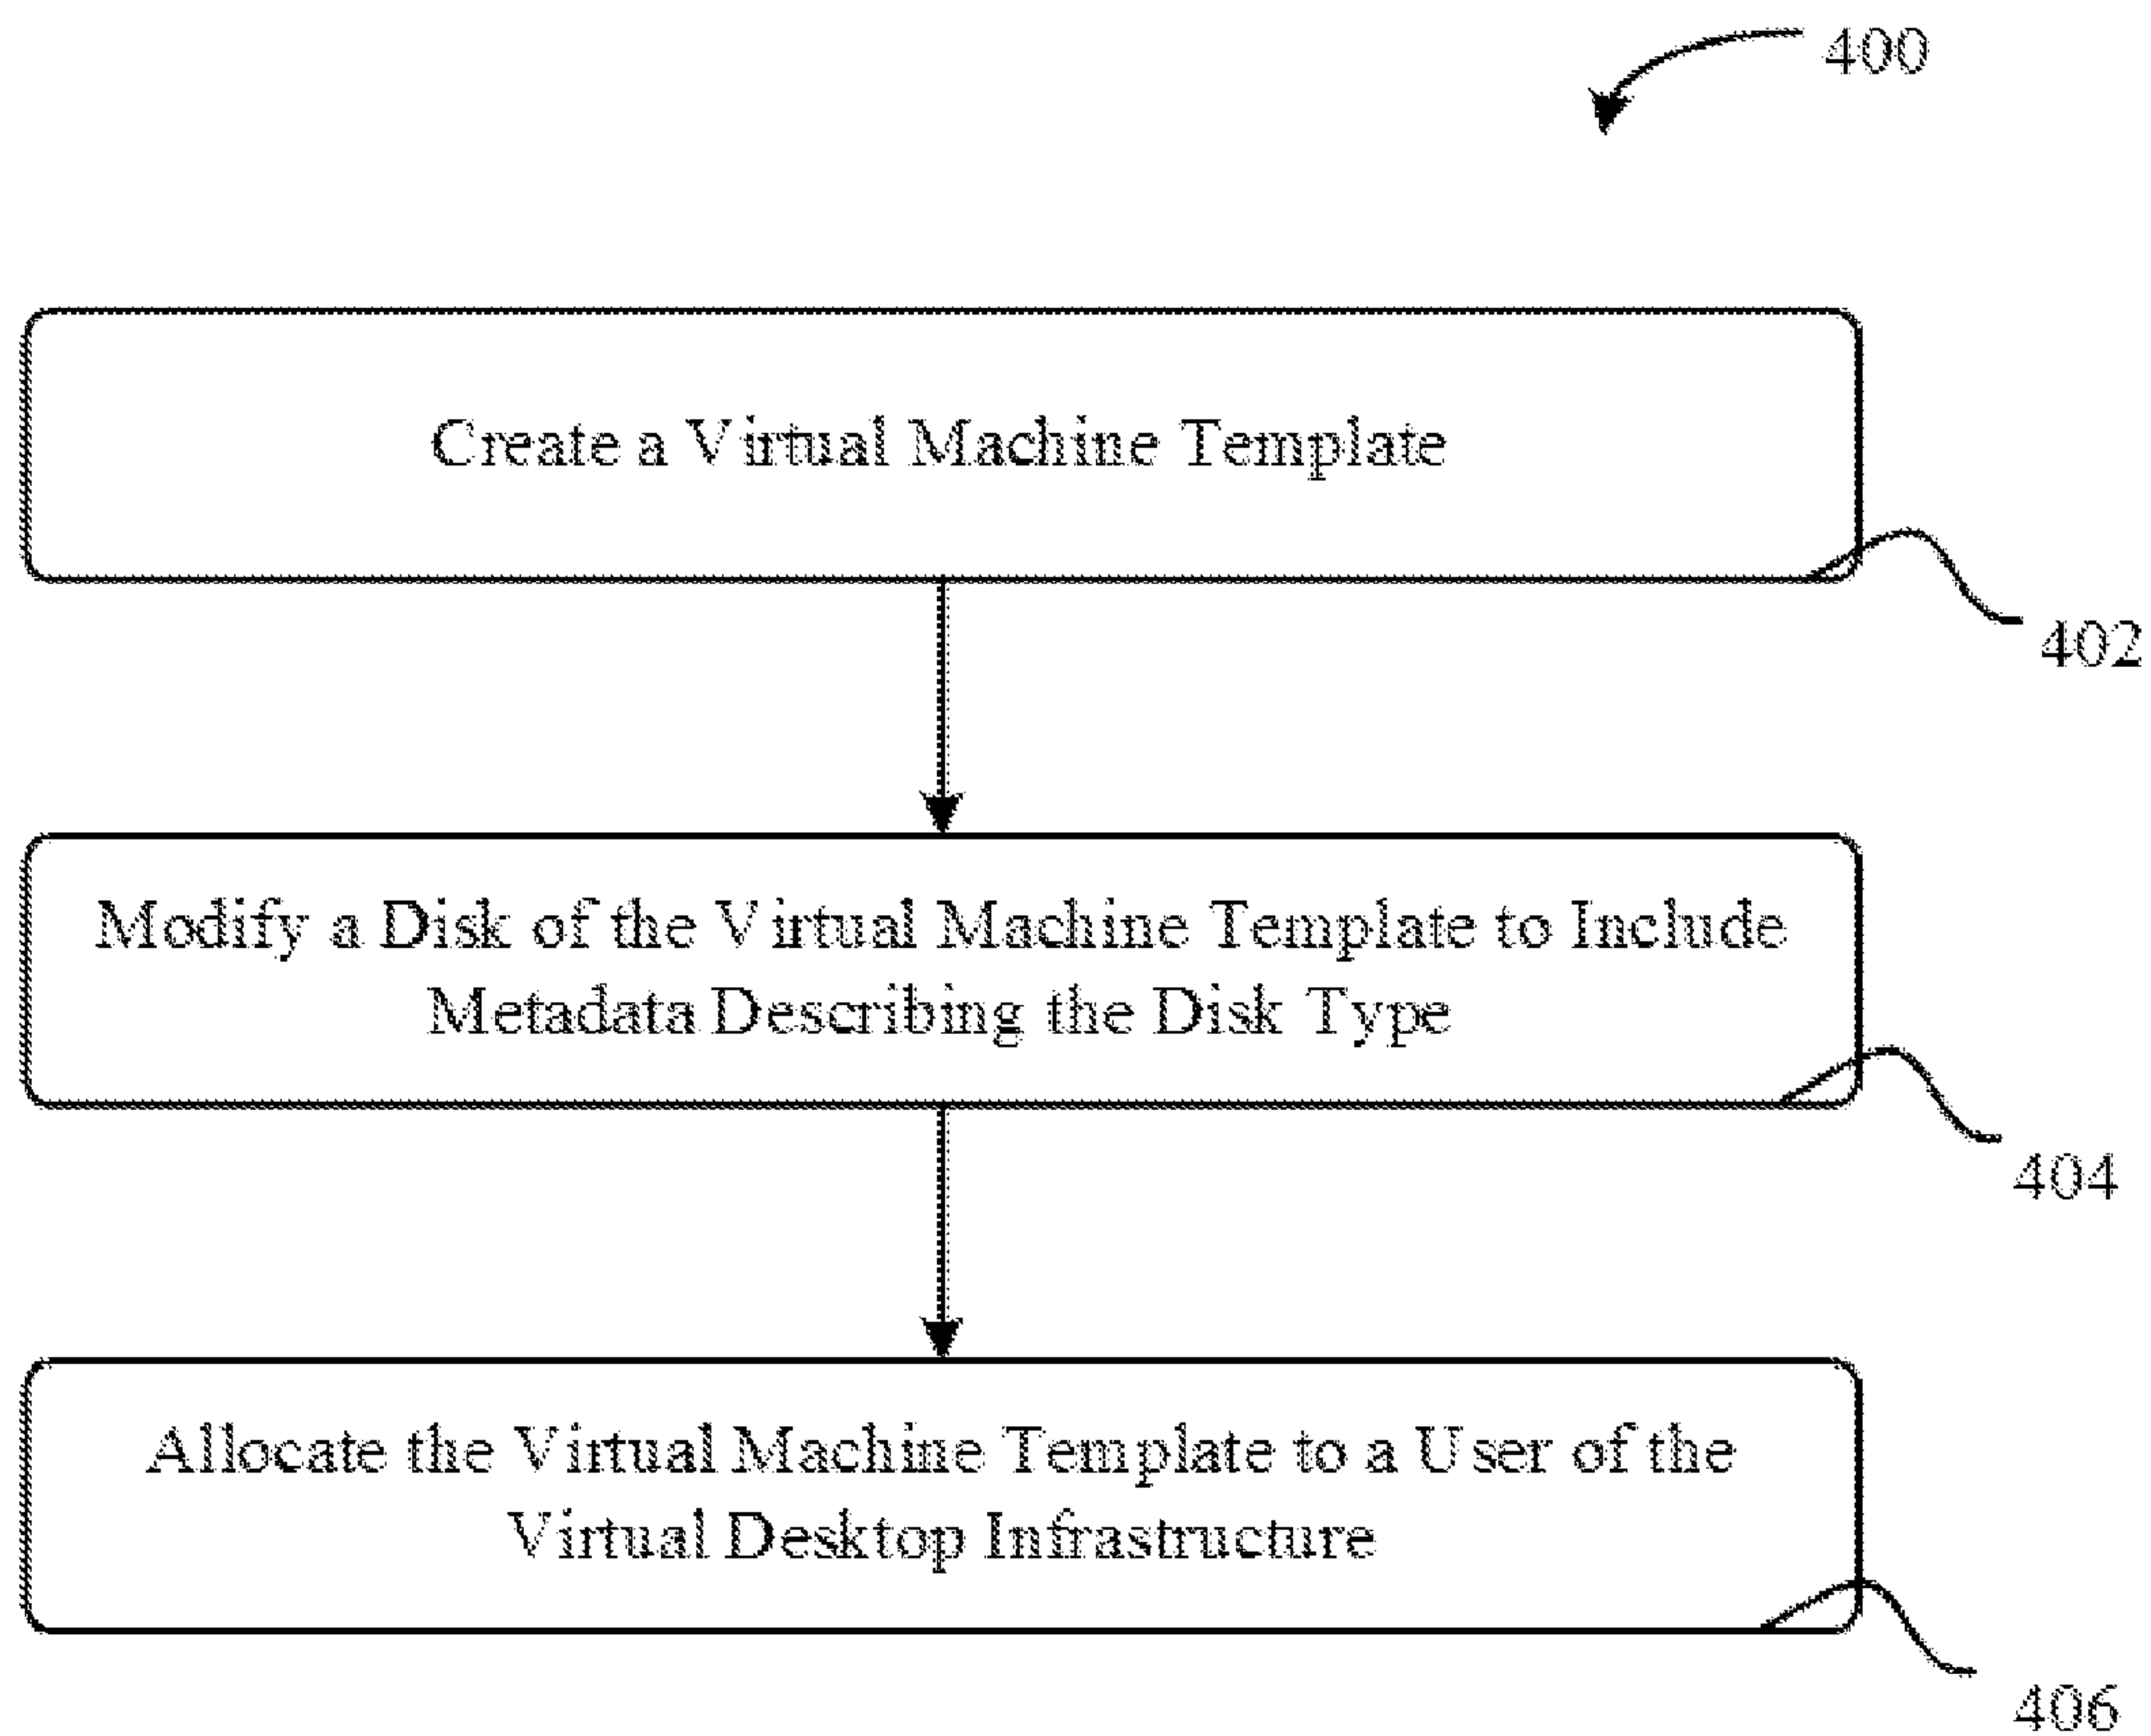 400
Create a Virtual Machine Template
402
Modify a Disk of the Virtual Machine Template to Include
Metadata Describing the Disk Type
404
Allocate the Virtual Machine Template to a User of the
Virtual Desktop Infrastructure
406